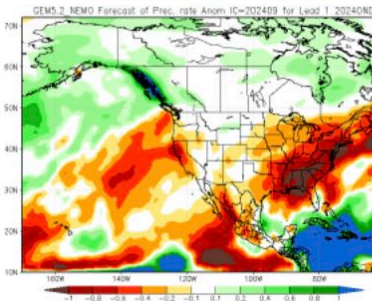 GEM5.2_NEMO Forecast of Prec. rate Anom IC=202409 for Lead 1 2024OND
70N
60N
50N
40N
30N
20N
10N
160W 140W 120W 100W 80W
-1 -0.8 -0.6 -0.4 -0.2 -0.1 0.1 0.2 0.4 0.6 0.8